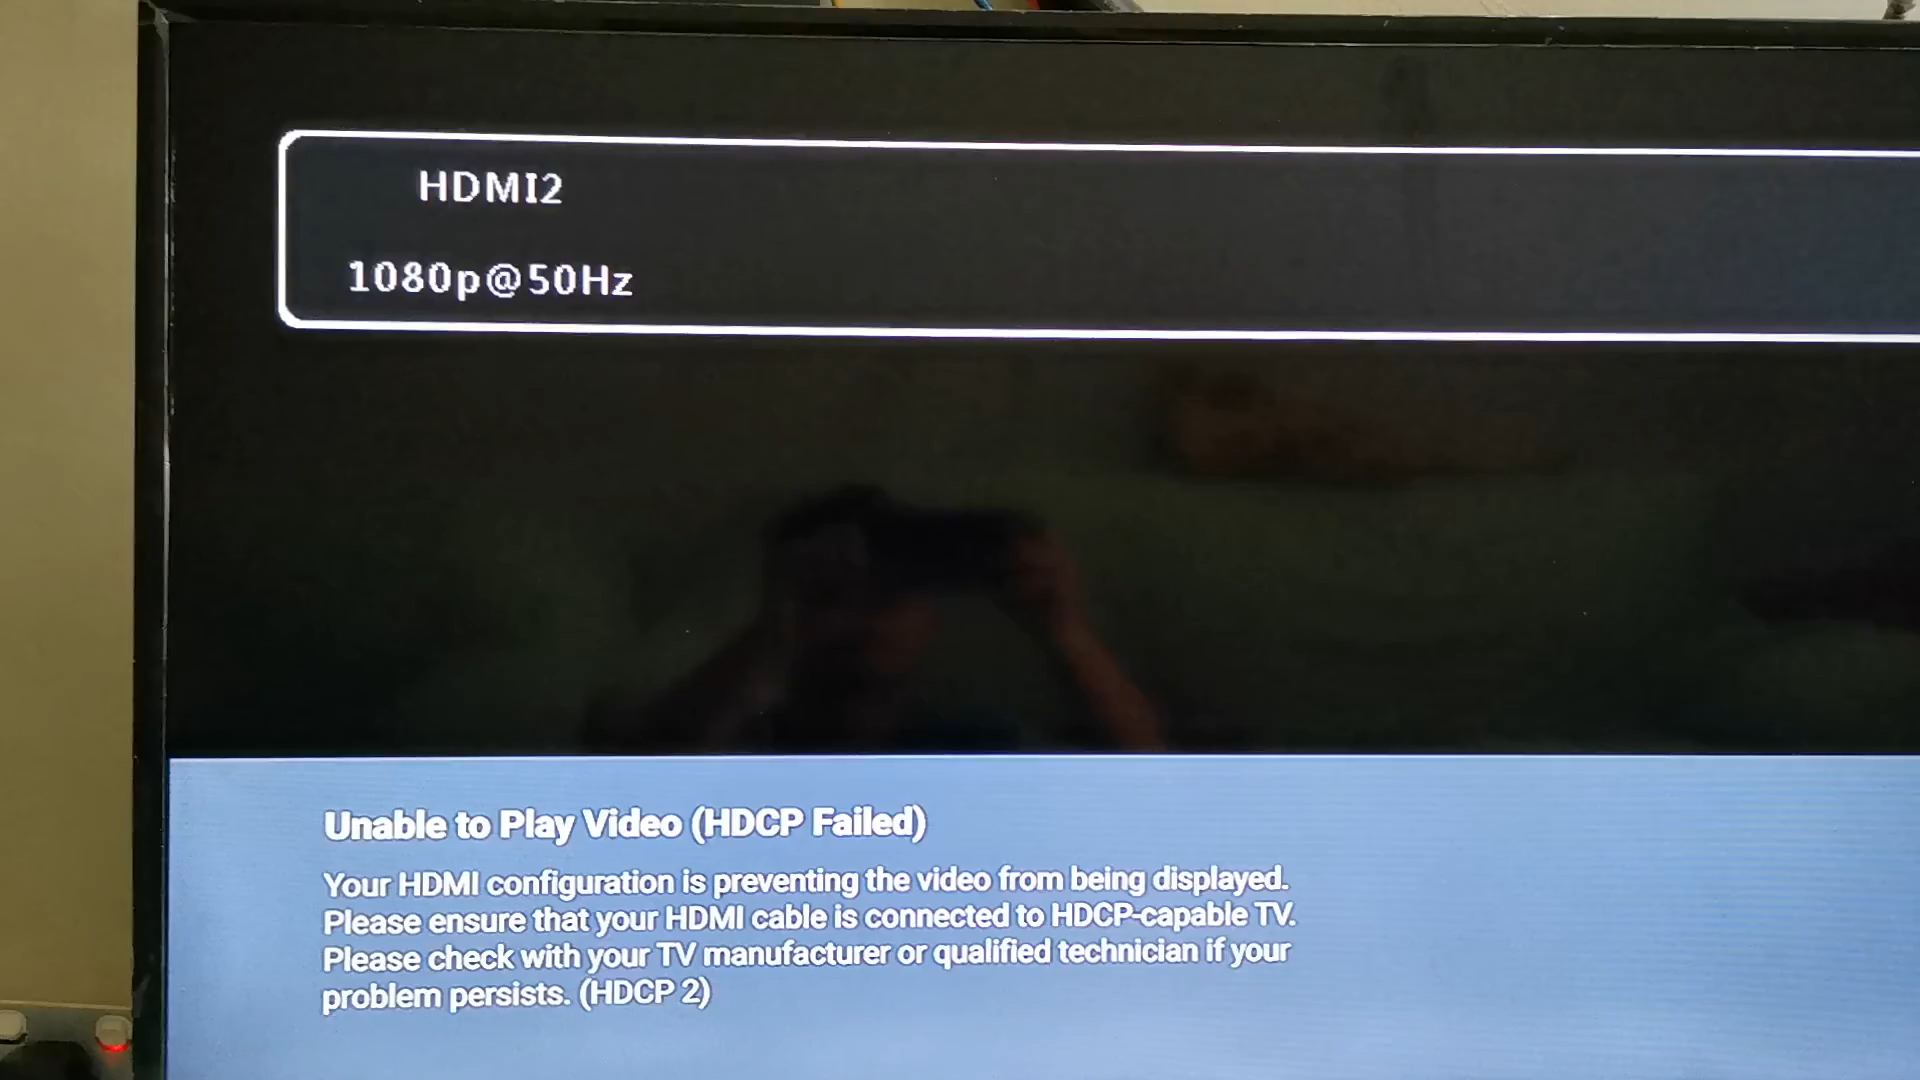 HDMI2
1080p@50Hz
Unable to Play Video (HDCP Failed)
Your HDMI configuration is preventing the video from being displayed.
Please ensure that your HDMI cable is connected to HDCP-capable TV.
Please check with your TV manufacturer or qualified technician if your
problem persists. (HDCP 2)